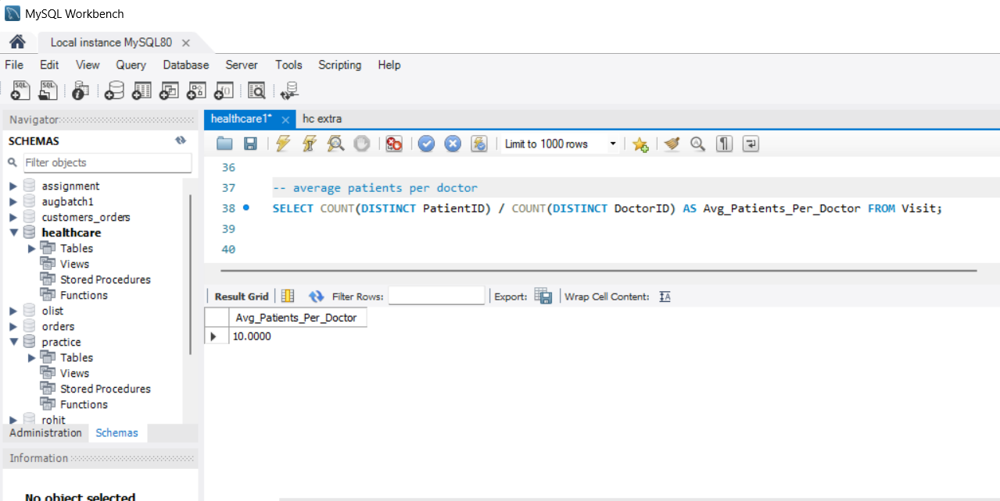 MySQL Workbench
Local instance MySQL80
File Edit View Query Database Server Tools Scripting Help
SQL SQL
Navigator
SCHEMAS
Filter objects
assignment
augbatch1
customers_orders
healthcare
Tables
Views
Stored Procedures
Functions
olist
orders
practice
Tables
Views
Stored Procedures
Functions
rohit
Administration Schemas
Information
No object selected
healthcare1* hc extra
Limit to 1000 rows
36
37 -- average patients per doctor
38 SELECT COUNT(DISTINCT PatientID) / COUNT(DISTINCT DoctorID) AS Avg_Patients_Per_Doctor FROM Visit;
39
40
Result Grid Filter Rows: Export: Wrap Cell Content: IA
Avg_Patients_Per_Doctor
10.0000